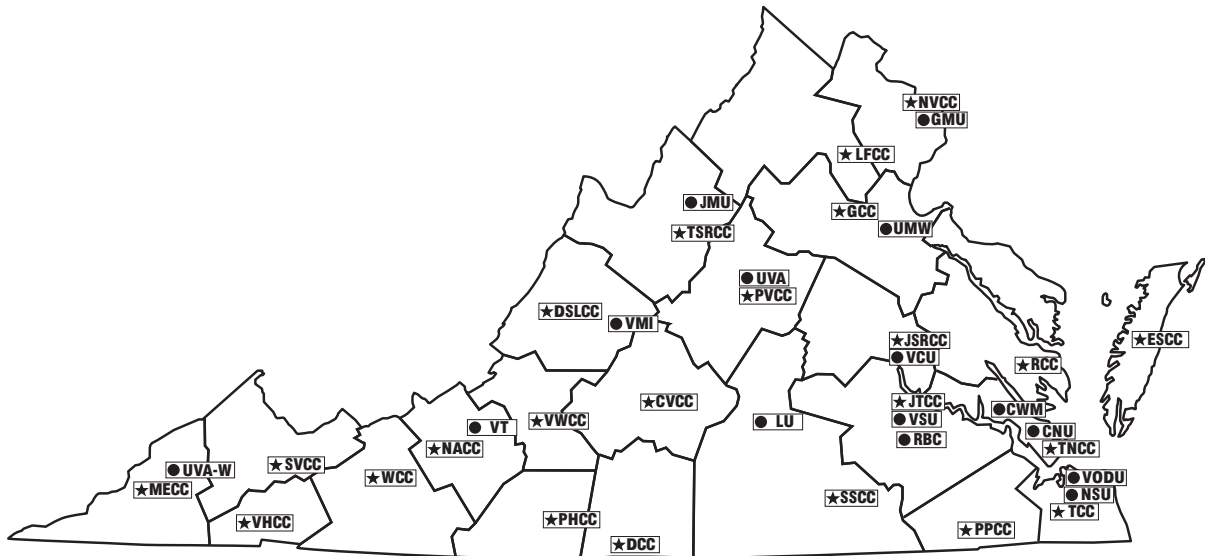 NVCC
GMU
LFCC
JMU
GCC
TSRCC
UMW
UVA
PVCC
DSLCC
VMI
JSRCC
VCU
ESCC
RCC
CVCC
JTCC
CWM
VWCC
LU
VSU
VT
CNU
RBC
NACC
TNCC
SVCC
UVA-W
WCC
VODU
MECC
NSU
SSCC
TCC
VHCC
PHCC
PPCC
DCC